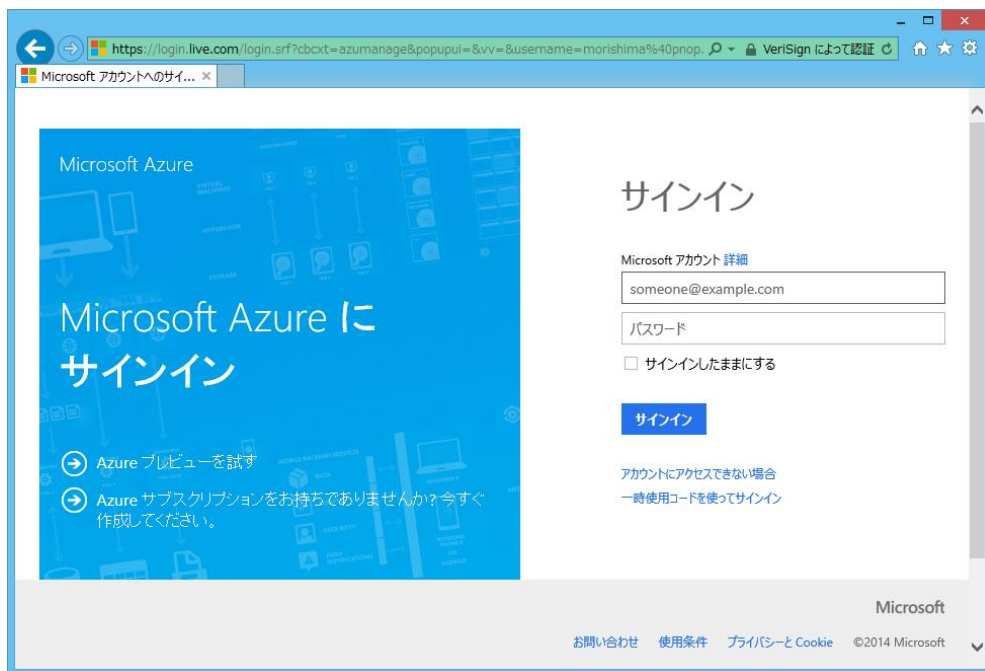 https://login.live.com/login.srf?cbcxt=azumanage&popupui=&vv=&username=morishima%40pnop.
VeriSign によって認証
Microsoft アカウントへのサイ...
Microsoft Azure
サインイン
Microsoft アカウント 詳細
someone@example.com
パスワード
サインインしたままにする
Microsoft Azure に
サインイン
サインイン
アカウントにアクセスできない場合
一時使用コードを使ってサインイン
Azure プレビューを試す
Azure サブスクリプションをお持ちでありませんか? 今すぐ
作成してください。
VIRTUAL
MACHINES
HYPERVISOR
STORAGE
DATA
USER AUTH
PUSH
NOTIFICATIONS
Microsoft
お問い合わせ 使用条件 プライバシーと Cookie ©2014 Microsoft